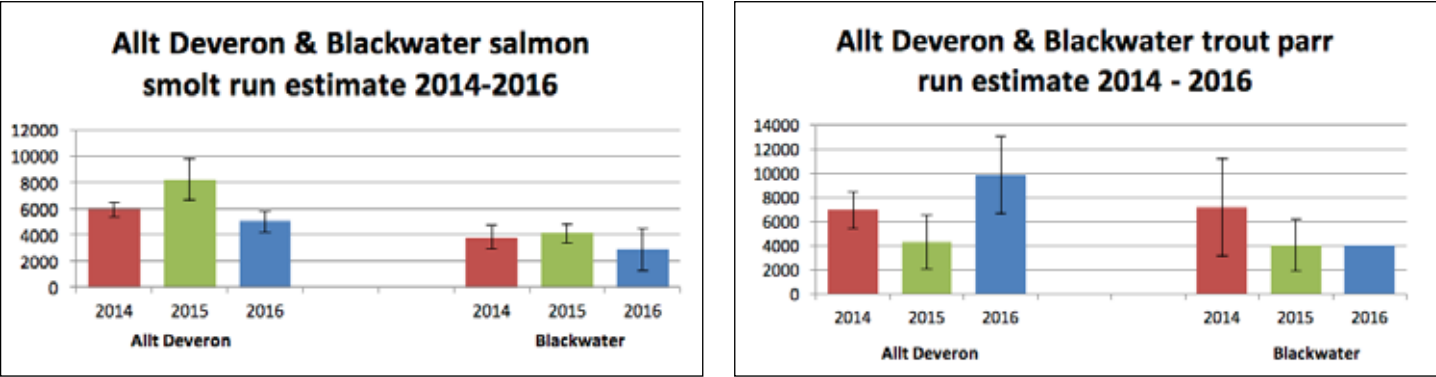 Allt Deveron & Blackwater salmon
smolt run estimate 2014-2016
12000
10000
8000
6000
4000
2000
0
2014 2015 2016 2014 2015 2016
Allt Deveron Blackwater
Allt Deveron & Blackwater trout parr
run estimate 2014 - 2016
14000
12000
10000
8000
6000
4000
2000
0
2014 2015 2016 2014 2015 2016
Allt Deveron Blackwater